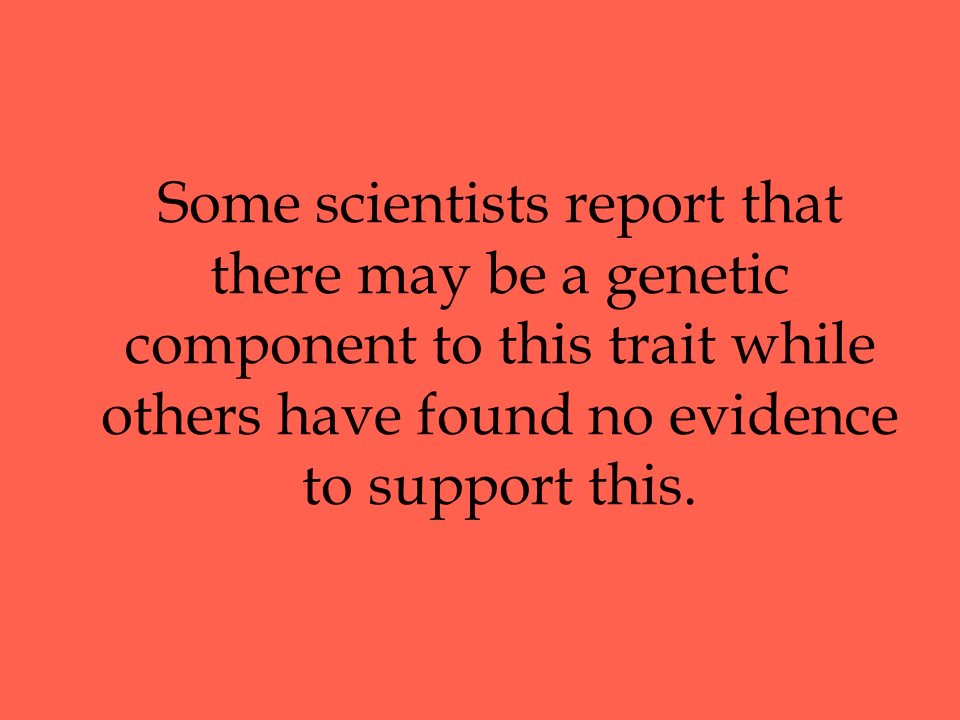 Some scientists report that
there may be a genetic
component to this trait while
others have found no evidence
to support this.